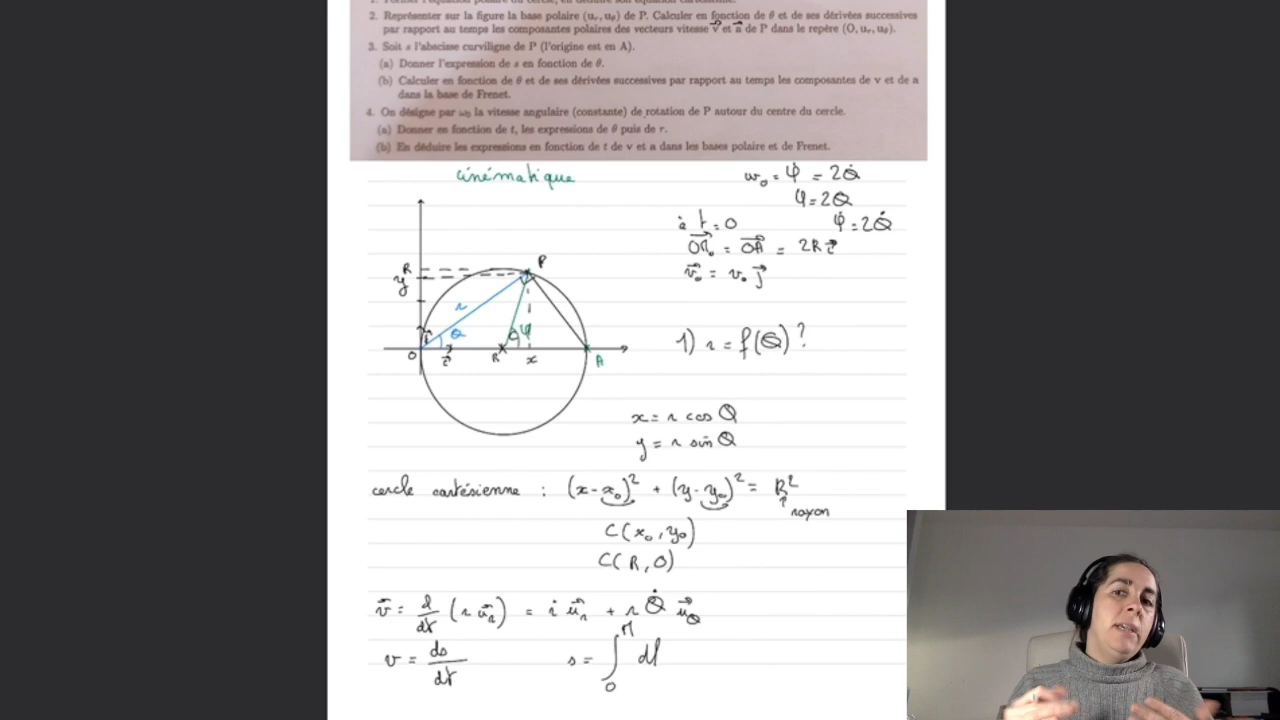 2. Représenter sur la figure la base polaire (uᵣ, u_θ) de P. Calculer en fonction de θ et de ses dérivées successives
par rapport au temps les composantes polaires des vecteurs vitesse v⃗ et a⃗ de P dans le repère (O, uᵣ, u_θ).
3. Soit s l'abscisse curviligne de P (l'origine est en A).
(a) Donner l'expression de s en fonction de θ.
(b) Calculer en fonction de θ et de ses dérivées successives par rapport au temps les composantes de v et de a
dans la base de Frenet.
4. On désigne par ω₀ la vitesse angulaire (constante) de rotation de P autour du centre du cercle.
(a) Donner en fonction de t, les expressions de θ puis de r.
(b) En déduire les expressions en fonction de t de v et a dans les bases polaire et de Frenet.
cinématique
ω₀ = φ̇ = 2θ̇
φ = 2θ
φ̇ = 2θ̇
à t = 0
OM₀ = OA = 2R i⃗
v⃗₀ = v₀ j⃗
R
y
P
r
θ
φ
O
i⃗
R
x
A
1) r = f(θ) ?
x = r cos θ
y = r sin θ
cercle cartésienne : (x - x₀)² + (y - y₀)² = R²
rayon
C(x₀, y₀)
C(R, 0)
v⃗ = d/dt (r u⃗ᵣ) = ṙ u⃗ᵣ + r θ̇ u⃗_θ
v = ds/dt s = ∫₀ᴹ dl